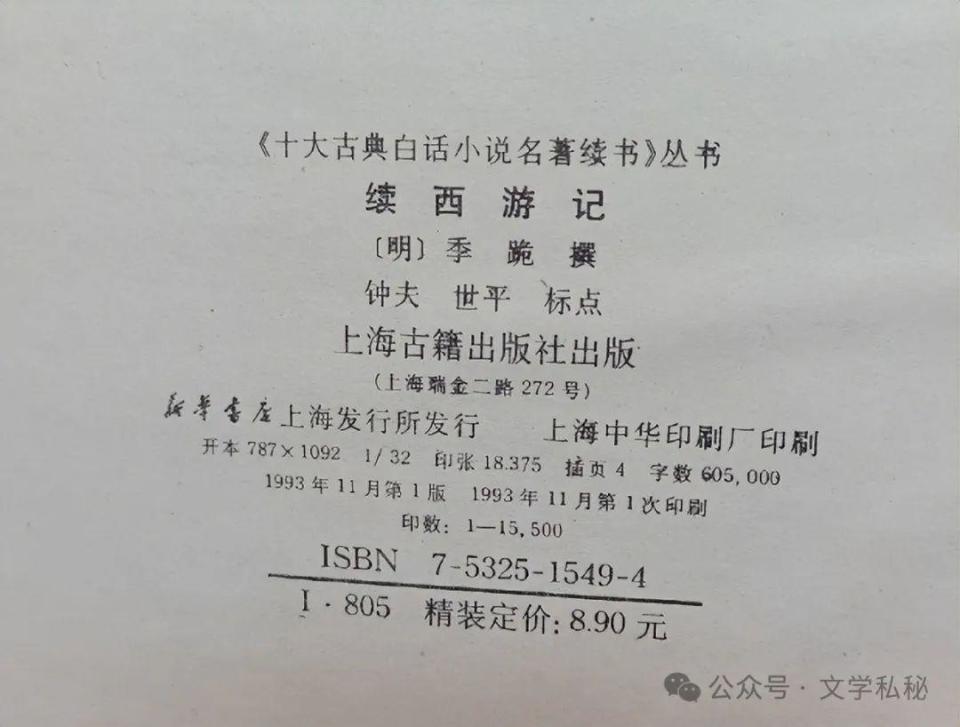 《十大古典白话小说名著续书》丛书
续西游记
〔明〕季跪 撰
钟夫 世平 标点
上海古籍出版社出版
(上海瑞金二路272号)
新华书店上海发行所发行 上海中华印刷厂印刷
开本 787×1092 1/32 印张 18.375 插页 4 字数 605,000
1993年11月第1版 1993年11月第1次印刷
印数: 1—15,500
ISBN 7-5325-1549-4
I·805 精装定价: 8.90元
公众号·文学私秘